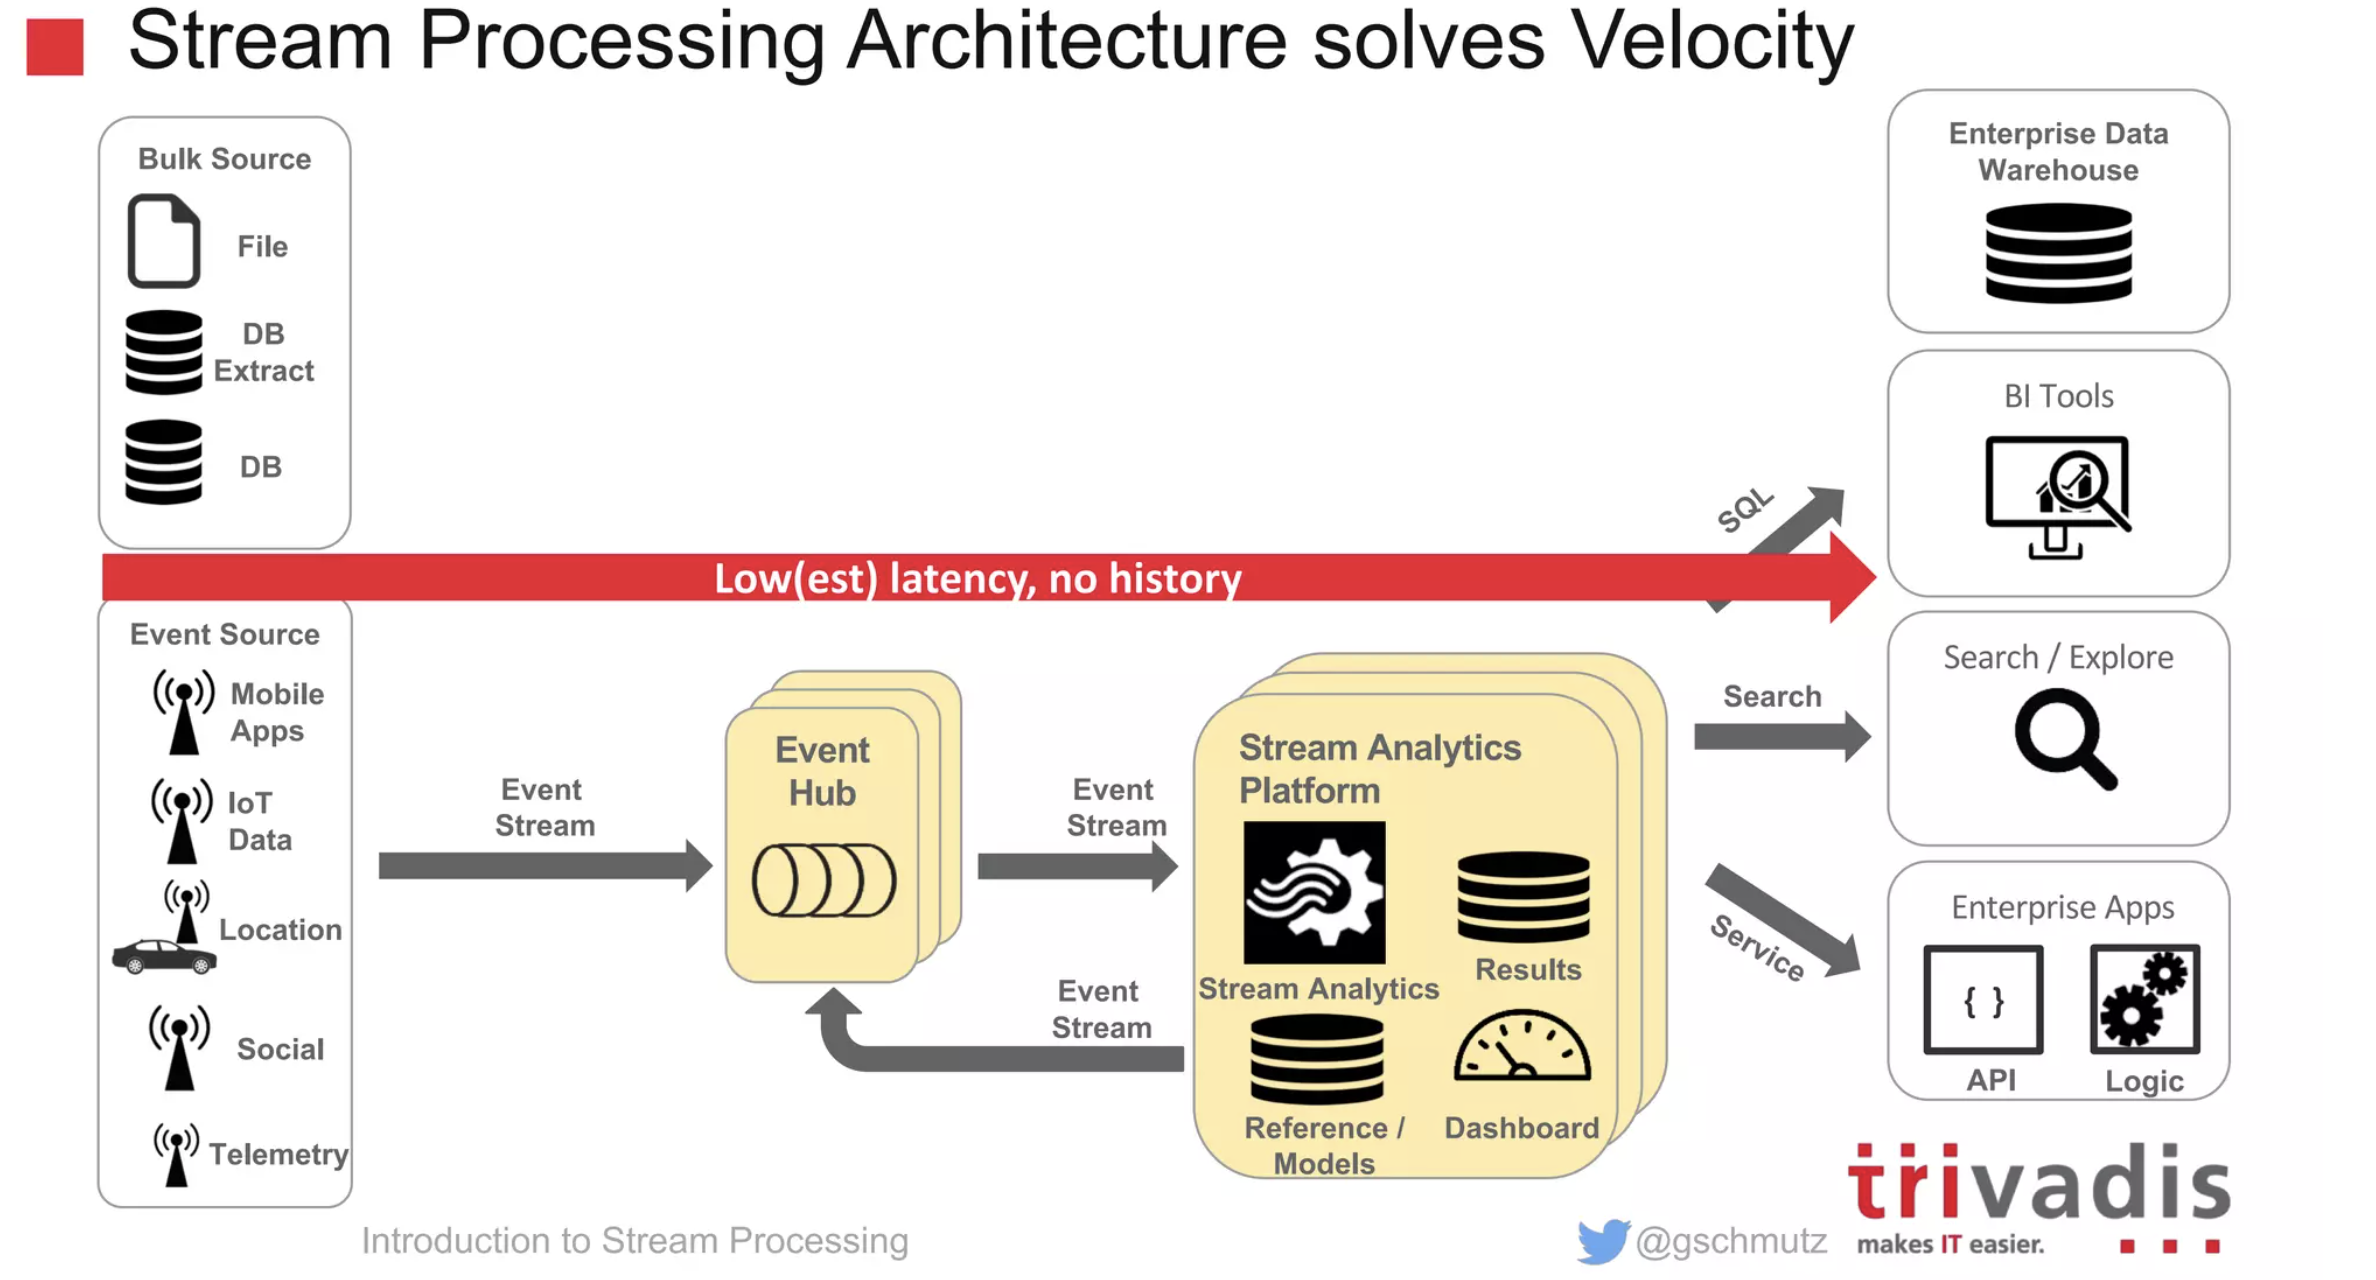 Stream Processing Architecture solves Velocity
Bulk Source
File
DB
Extract
DB
Enterprise Data
Warehouse
BI Tools
SQL
Low(est) latency, no history
Event Source
Mobile
Apps
IoT
Data
Location
Social
Telemetry
Event
Stream
Event
Hub
Event
Stream
Event
Stream
Stream Analytics
Platform
Stream Analytics
Results
Reference /
Models
Dashboard
Search
Service
Search / Explore
Enterprise Apps
{ }
API
Logic
Introduction to Stream Processing
@gschmutz
trivadis
makes IT easier.